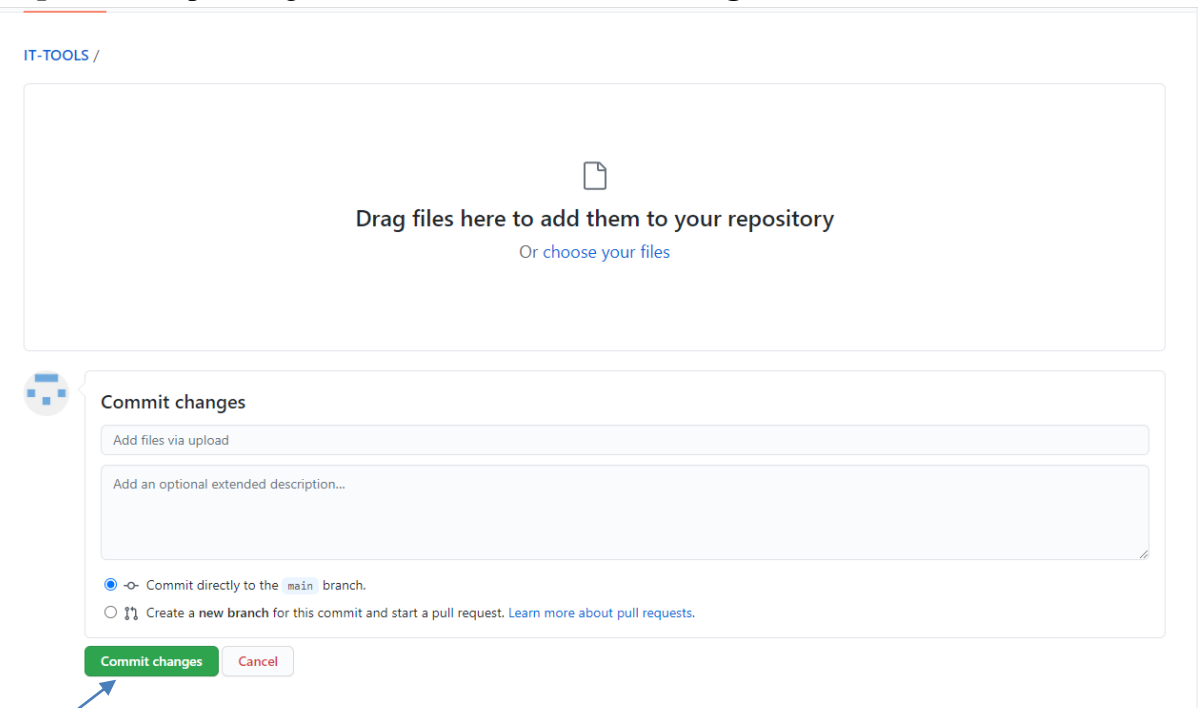 IT-TOOLS /
Drag files here to add them to your repository
Or choose your files
Commit changes
Add files via upload
Add an optional extended description...
Commit directly to the main branch.
Create a new branch for this commit and start a pull request. Learn more about pull requests.
Commit changes Cancel